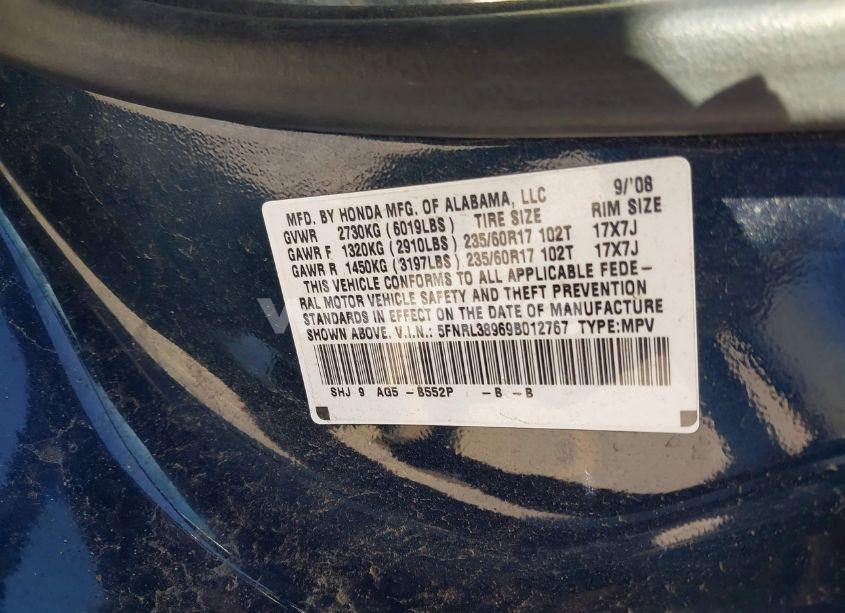 MFD. BY HONDA MFG. OF ALABAMA, LLC 9/'08
GVWR 2730KG (6019LBS) TIRE SIZE RIM SIZE
GAWR F 1320KG (2910LBS) 235/60R17 102T 17X7J
GAWR R 1450KG (3197LBS) 235/60R17 102T 17X7J
THIS VEHICLE CONFORMS TO ALL APPLICABLE FEDE-
RAL MOTOR VEHICLE SAFETY AND THEFT PREVENTION
STANDARDS IN EFFECT ON THE DATE OF MANUFACTURE
SHOWN ABOVE. V.I.N.: 5FNRL38969B012767 TYPE:MPV
SHJ 9 AG5 -B552P -B -B